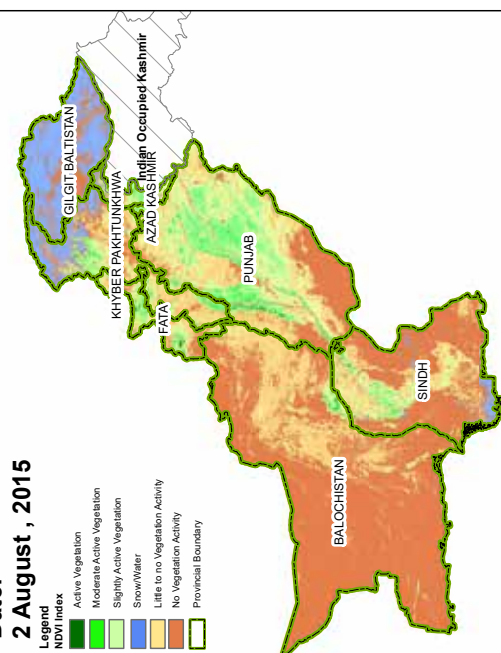 2 August , 2015
Legend
NDVI Index
Active Vegetation
Moderate Active Vegetation
Slightly Active Vegetation
Snow/Water
Little to no Vegetation Activity
No Vegetation Activity
Provincial Boundary
GILGIT BALTISTAN
KHYBER PAKHTUNKHWA
Indian Occupied Kashmir
AZAD KASHMIR
FATA
PUNJAB
BALOCHISTAN
SINDH